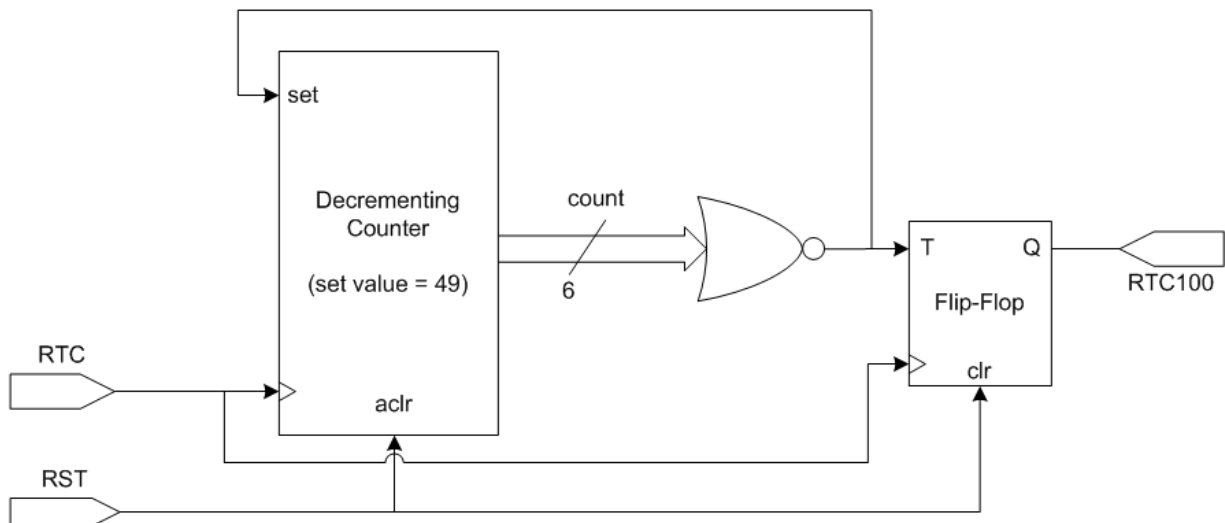 set
Decrementing
Counter
(set value = 49)
aclr
count
6
T
Q
Flip-Flop
clr
RTC100
RTC
RST